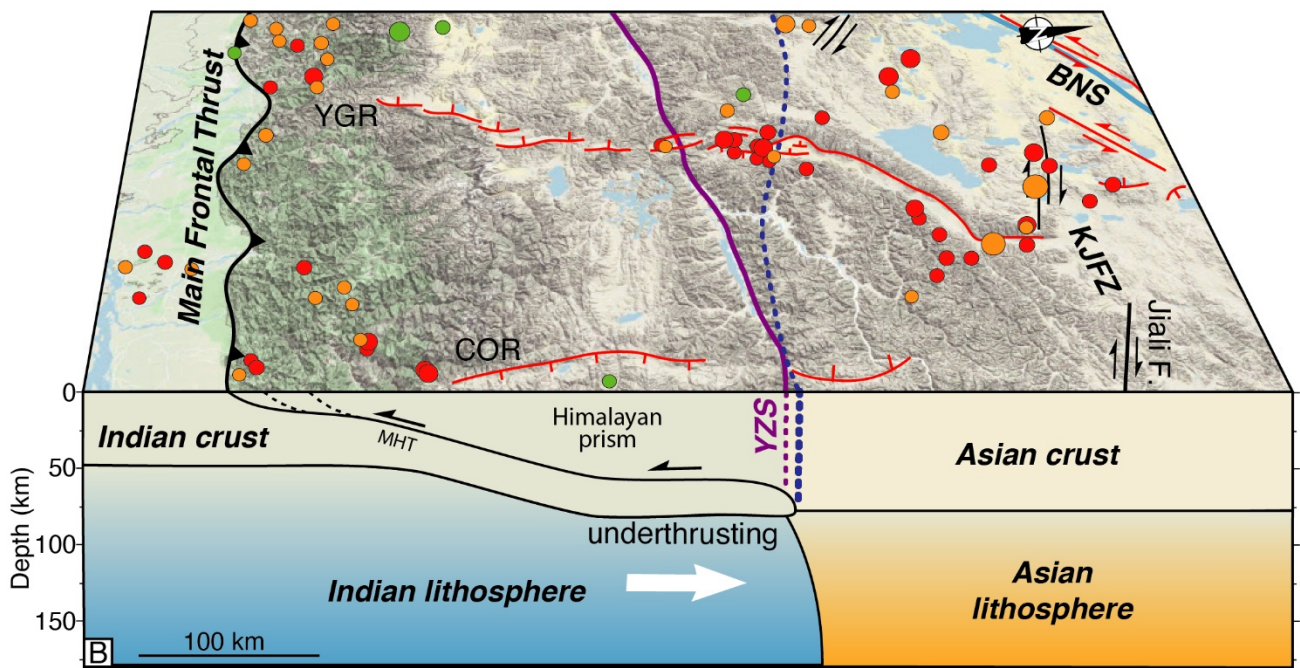 Z
BNS
YGR
Main Frontal Thrust
KJFZ
COR
Jiali F.
0
50
100
150
Depth (km)
Indian crust
MHT
Himalayan
prism
YZS
Asian crust
underthrusting
Indian lithosphere
Asian
lithosphere
B
100 km